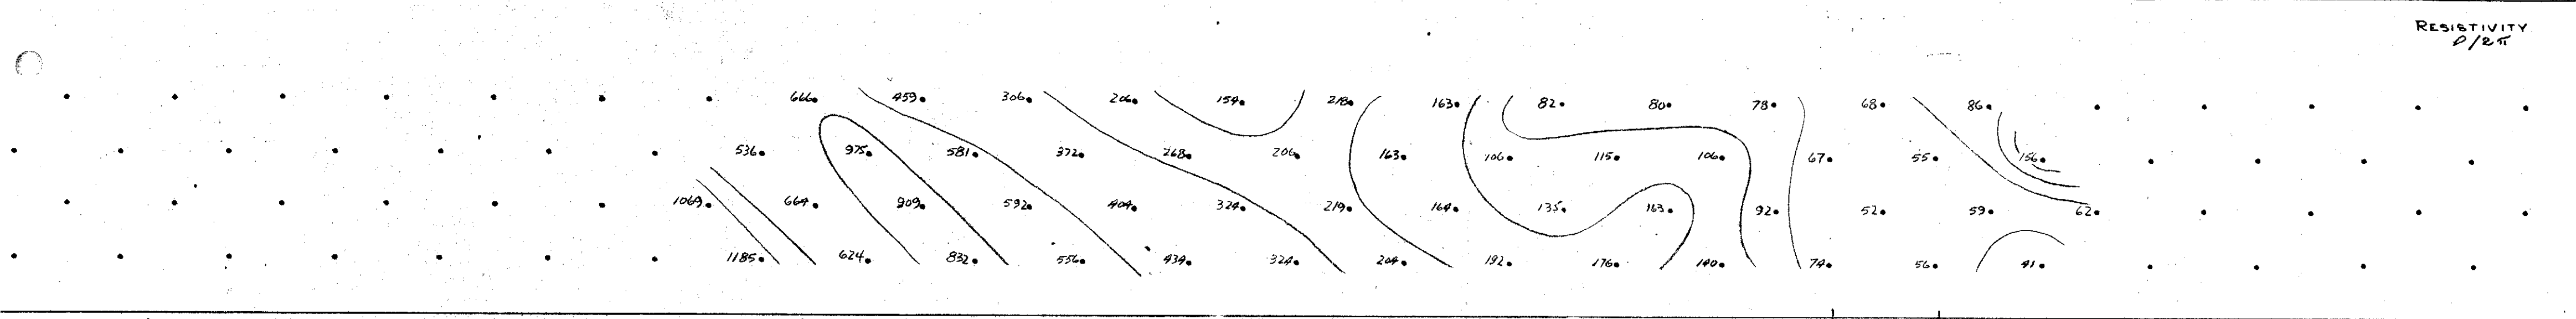 RESISTIVITY
ρ/2π
666 459 306 206 154 218 163 82 80 78 68 86
536 975 581 372 268 206 163 106 115 106 67 55 156
1069 664 909 592 404 324 219 164 135 163 92 52 59 62
1185 624 832 556 434 324 204 192 176 140 74 56 41